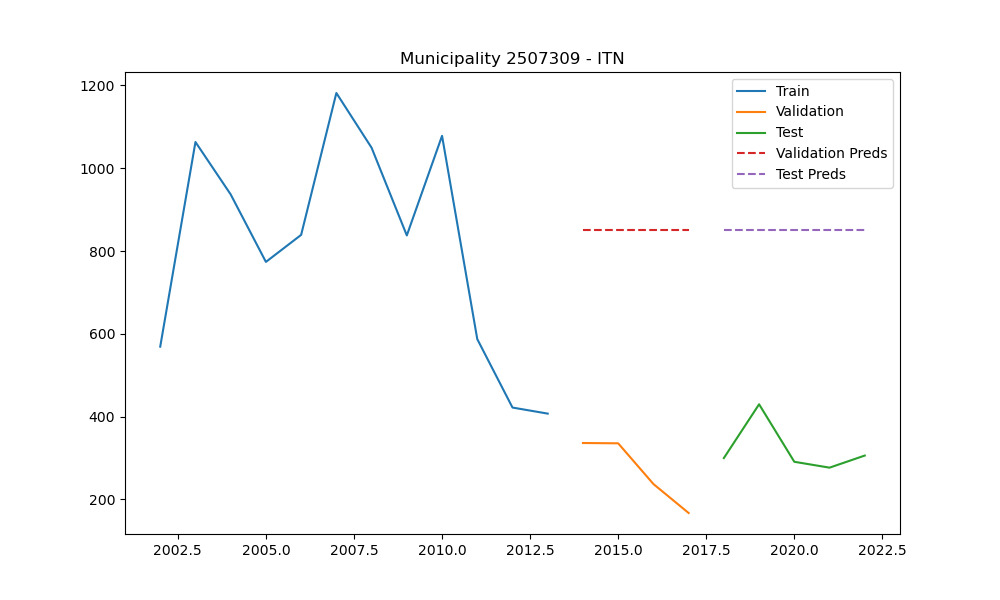 Municipality 2507309 - ITN
1200
1000
800
600
400
200
Train
Validation
Test
Validation Preds
Test Preds
2002.5 2005.0 2007.5 2010.0 2012.5 2015.0 2017.5 2020.0 2022.5